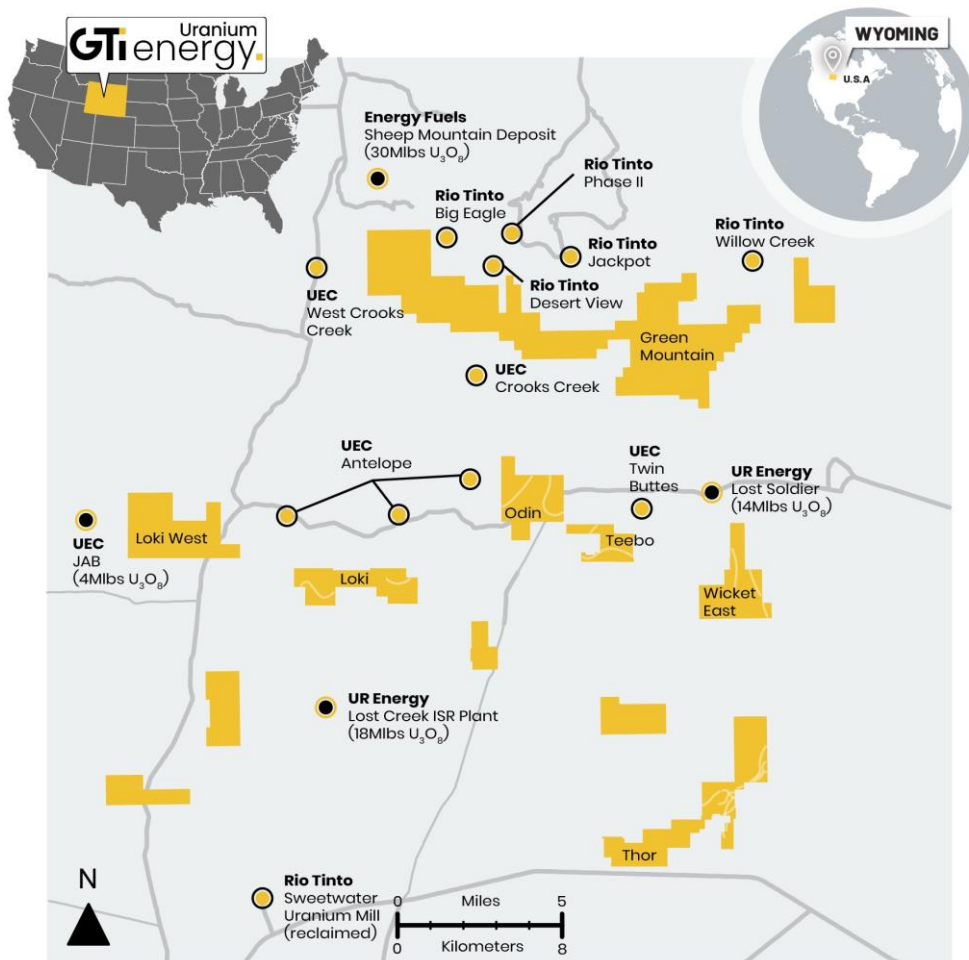 Uranium
GTi energy.
WYOMING
U.S.A
Energy Fuels
Sheep Mountain Deposit
(30Mlbs U₃O₈)
Rio Tinto
Phase II
Rio Tinto
Big Eagle
Rio Tinto
Jackpot
Rio Tinto
Willow Creek
Rio Tinto
Desert View
UEC
West Crooks
Creek
Green
Mountain
UEC
Crooks Creek
UEC
Antelope
UEC
Twin
Buttes
UR Energy
Lost Soldier
(14Mlbs U₃O₈)
Odin
Loki West
Teebo
UEC
JAB
(4Mlbs U₃O₈)
Loki
Wicket
East
UR Energy
Lost Creek ISR Plant
(18Mlbs U₃O₈)
Thor
N
Rio Tinto
Sweetwater
Uranium Mill
(reclaimed)
0 Miles 5
0 Kilometers 8